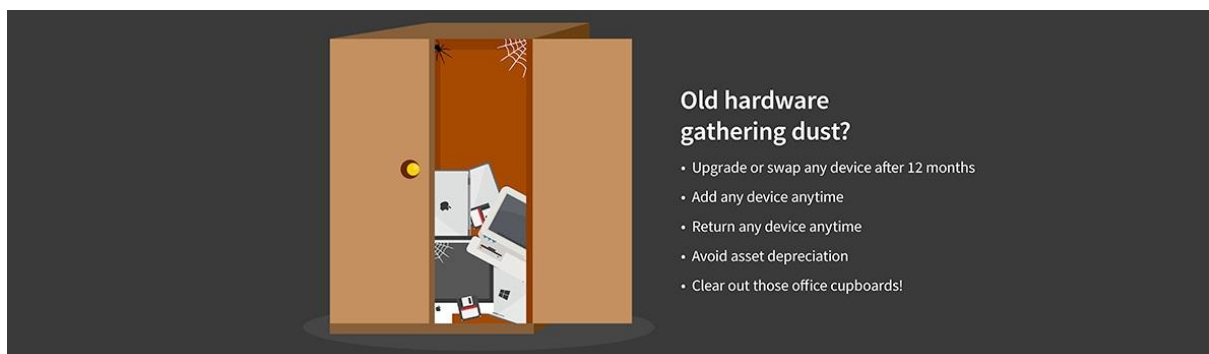 Old hardware
gathering dust?
• Upgrade or swap any device after 12 months
• Add any device anytime
• Return any device anytime
• Avoid asset depreciation
• Clear out those office cupboards!